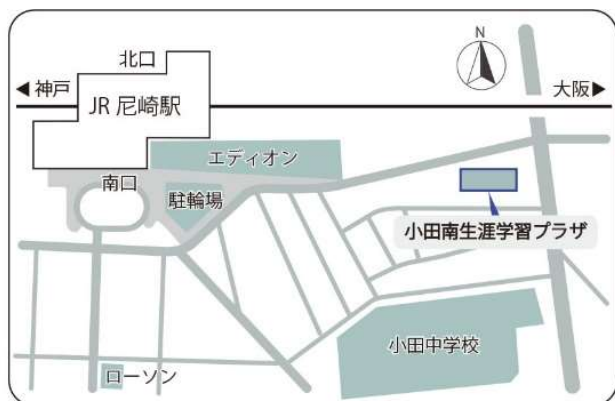 北口
N
◀神戸
大阪▶
JR 尼崎駅
エディオン
南口
駐輪場
小田南生涯学習プラザ
小田中学校
ローソン